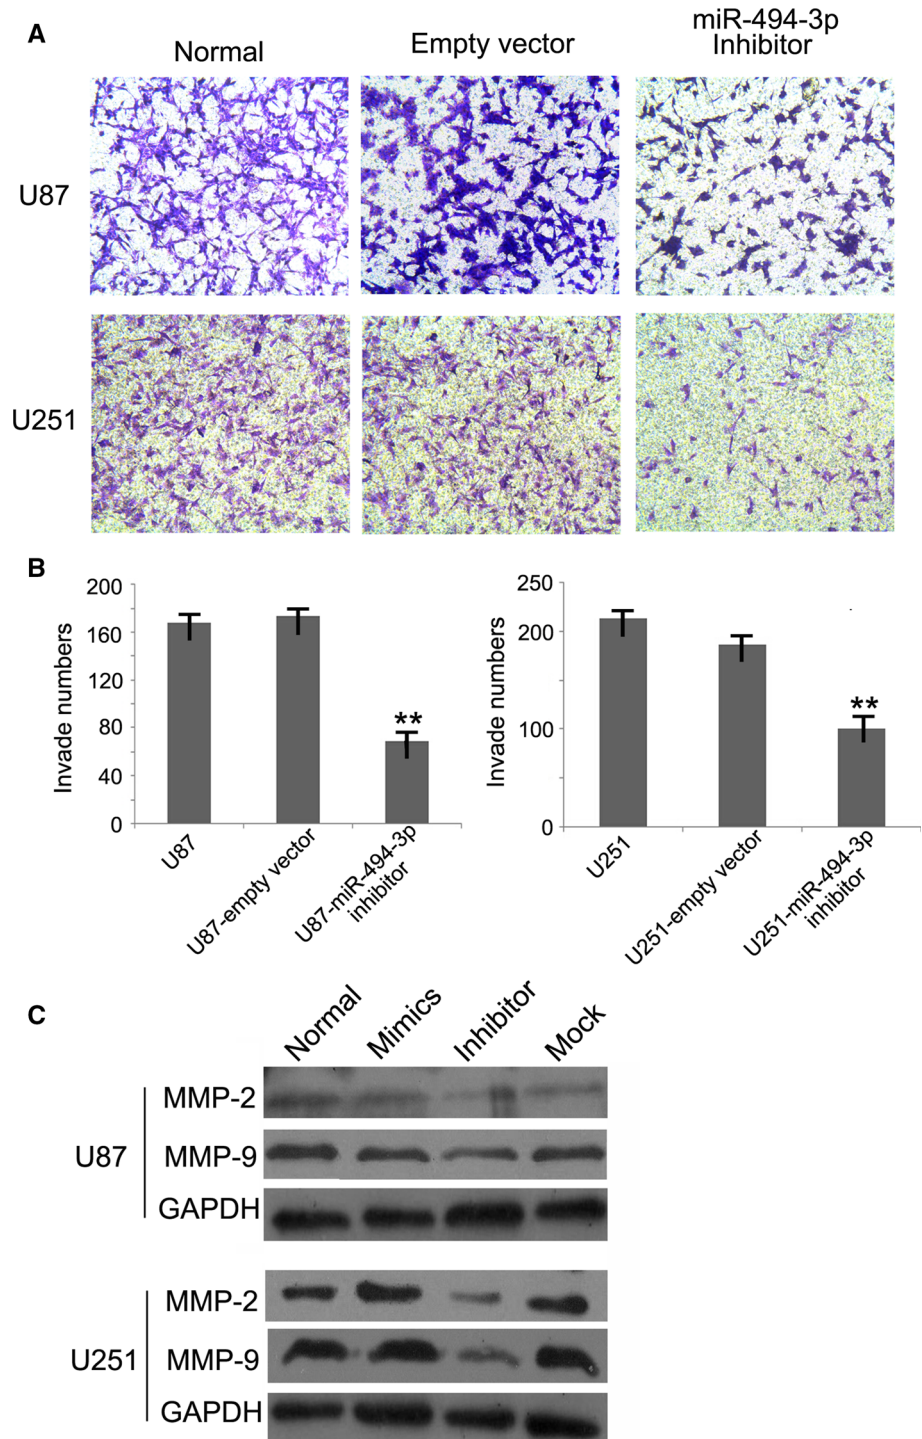 A
Normal
Empty vector
miR-494-3p
Inhibitor
U87
U251
B
Invade numbers
200
160
120
80
40
0
**
U87
U87-empty vector
U87-miR-494-3p
inhibitor
Invade numbers
250
200
100
0
**
U251
U251-empty vector
U251-miR-494-3p
inhibitor
C
Normal
Mimics
Inhibitor
Mock
U87
MMP-2
MMP-9
GAPDH
U251
MMP-2
MMP-9
GAPDH